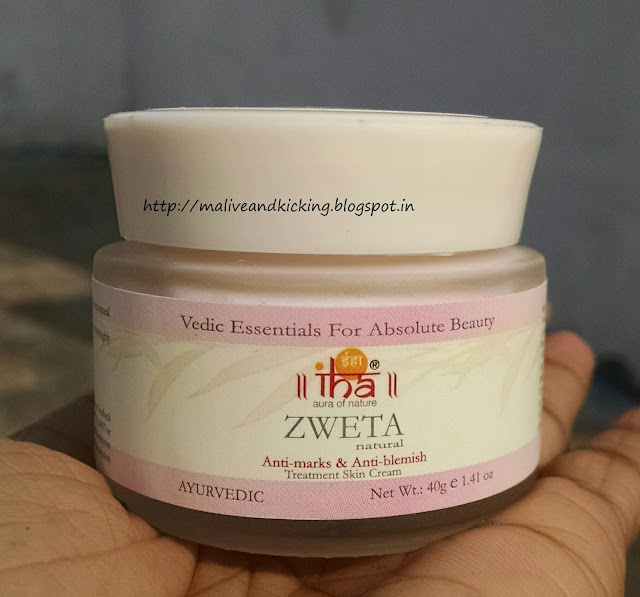 http://maliveandkicking.blogspot.in
Vedic Essentials For Absolute Beauty
ईहा
॥ iha ® ॥
aura of nature
ZWETA
natural
Anti-marks & Anti-blemish
Treatment Skin Cream
AYURVEDIC
Net Wt.: 40g e 1.41 oz